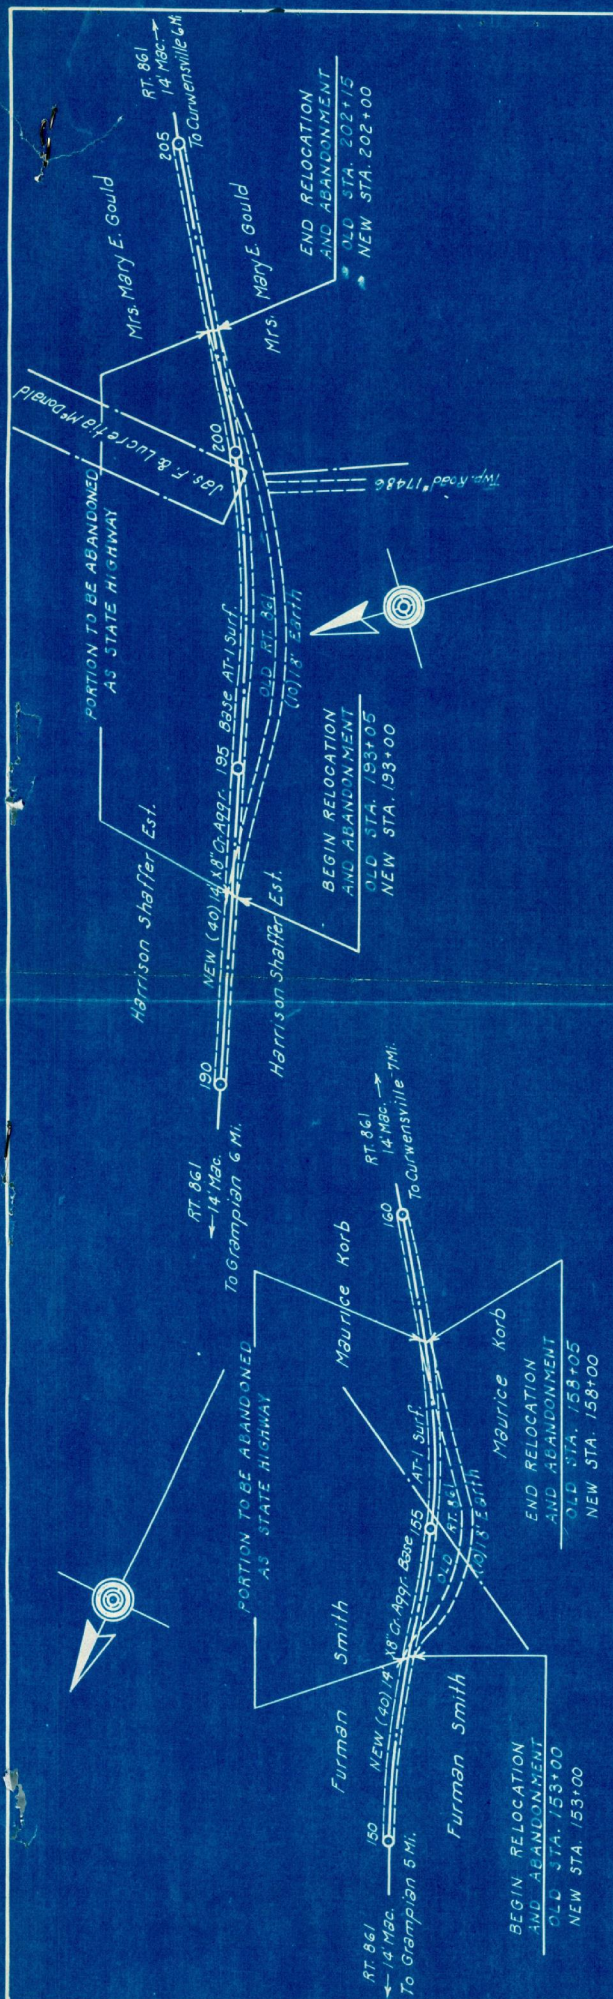 RT. 861
← 14' Mac.
To Grampian 5 Mi.
150
Furman Smith
NEW (40) 14' X8" Cr. Aggr. Base AT-1 Surf.
155
OLD RT. 861
(10) 18' Earth
Furman Smith
BEGIN RELOCATION
AND ABANDONMENT
OLD STA. 153+00
NEW STA. 153+00
PORTION TO BE ABANDONED
AS STATE HIGHWAY
Maurice Korb
160
RT. 861
14' Mac. →
To Curwensville 7 Mi.
Maurice Korb
END RELOCATION
AND ABANDONMENT
OLD STA. 158+05
NEW STA. 158+00
RT. 861
← 14' Mac.
To Grampian 6 Mi.
190
Harrison Shaffer Est.
NEW (40) 14' X8" Cr. Aggr. Base AT-1 Surf.
195
OLD RT. 861
(10) 18' Earth
Harrison Shaffer Est.
BEGIN RELOCATION
AND ABANDONMENT
OLD STA. 193+05
NEW STA. 193+00
PORTION TO BE ABANDONED
AS STATE HIGHWAY
Jas. F. & Lucretia McDonald
200
Twp. Road #17486
Mrs. Mary E. Gould
Mrs. Mary E. Gould
205
RT. 861
14' Mac. →
To Curwensville 6 Mi.
END RELOCATION
AND ABANDONMENT
OLD STA. 202+15
NEW STA. 202+00